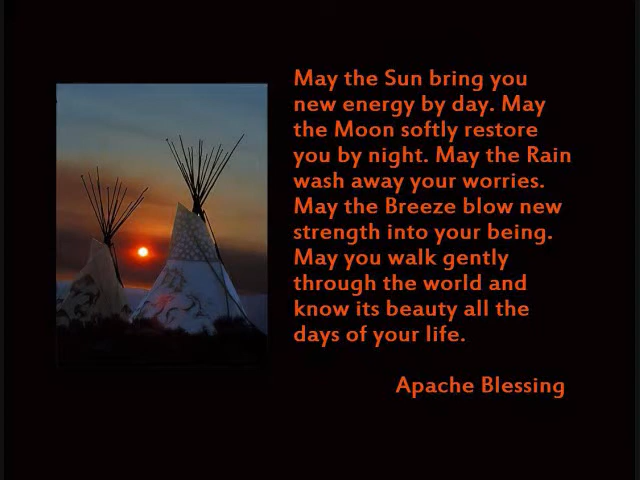 May the Sun bring you
new energy by day. May
the Moon softly restore
you by night. May the Rain
wash away your worries.
May the Breeze blow new
strength into your being.
May you walk gently
through the world and
know its beauty all the
days of your life.
Apache Blessing